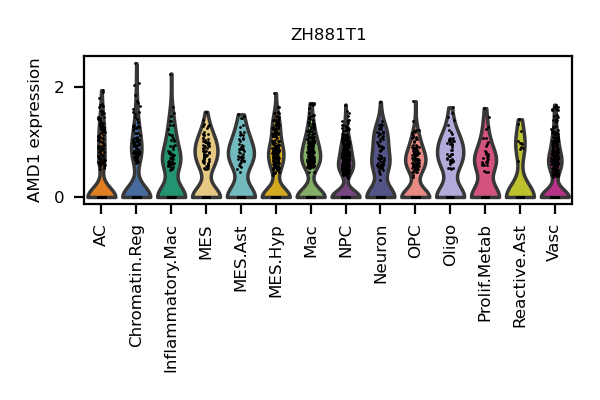 ZH881T1
AMD1 expression
2
0
AC
Chromatin.Reg
Inflammatory.Mac
MES
MES.Ast
MES.Hyp
Mac
NPC
Neuron
OPC
Oligo
Prolif.Metab
Reactive.Ast
Vasc